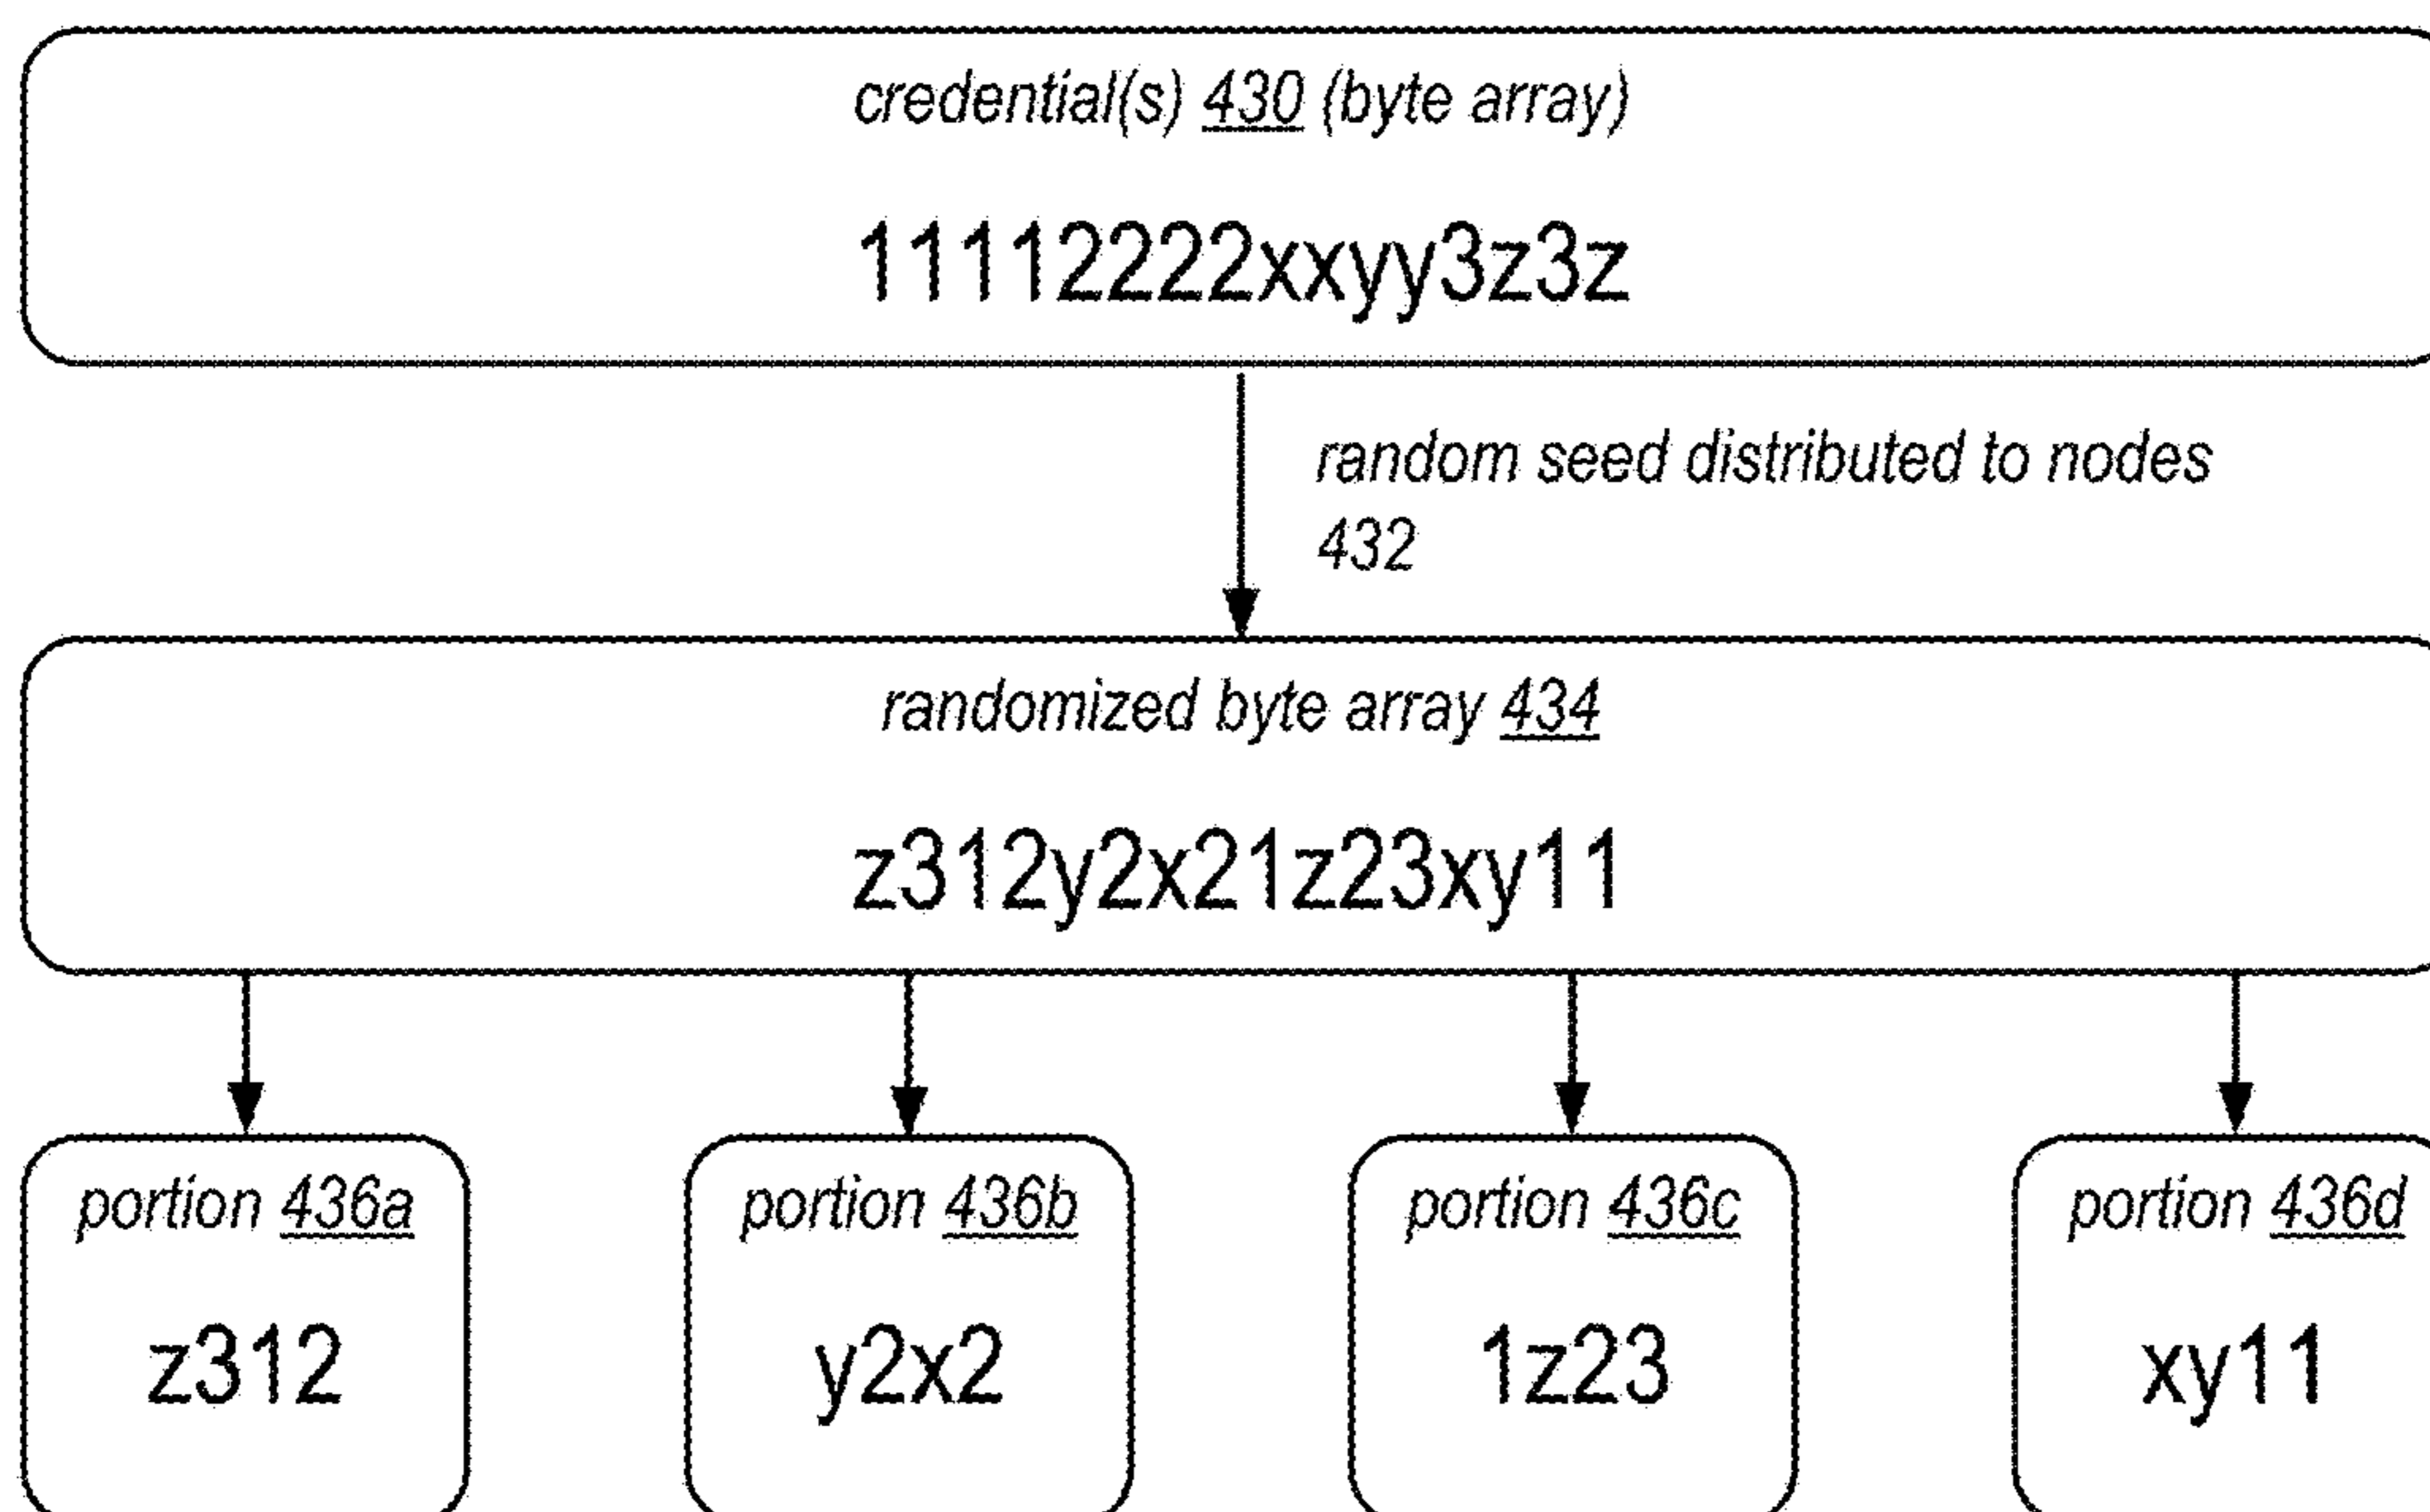 credential(s) 430 (byte array)
11112222xxyy3z3z
random seed distributed to nodes
432
randomized byte array 434
z312y2x21z23xy11
portion 436a
z312
portion 436b
y2x2
portion 436c
1z23
portion 436d
xy11